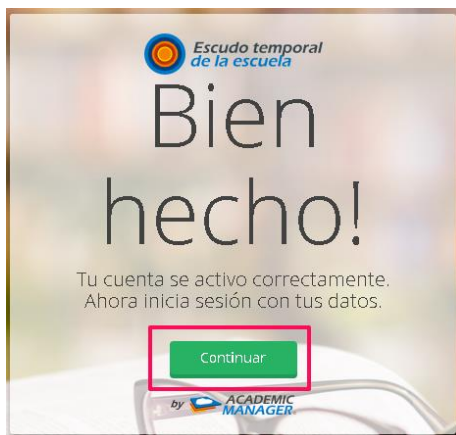 Escudo temporal
de la escuela
Bien
hecho!
Tu cuenta se activo correctamente.
Ahora inicia sesión con tus datos.
Continuar
by ACADEMIC
MANAGER